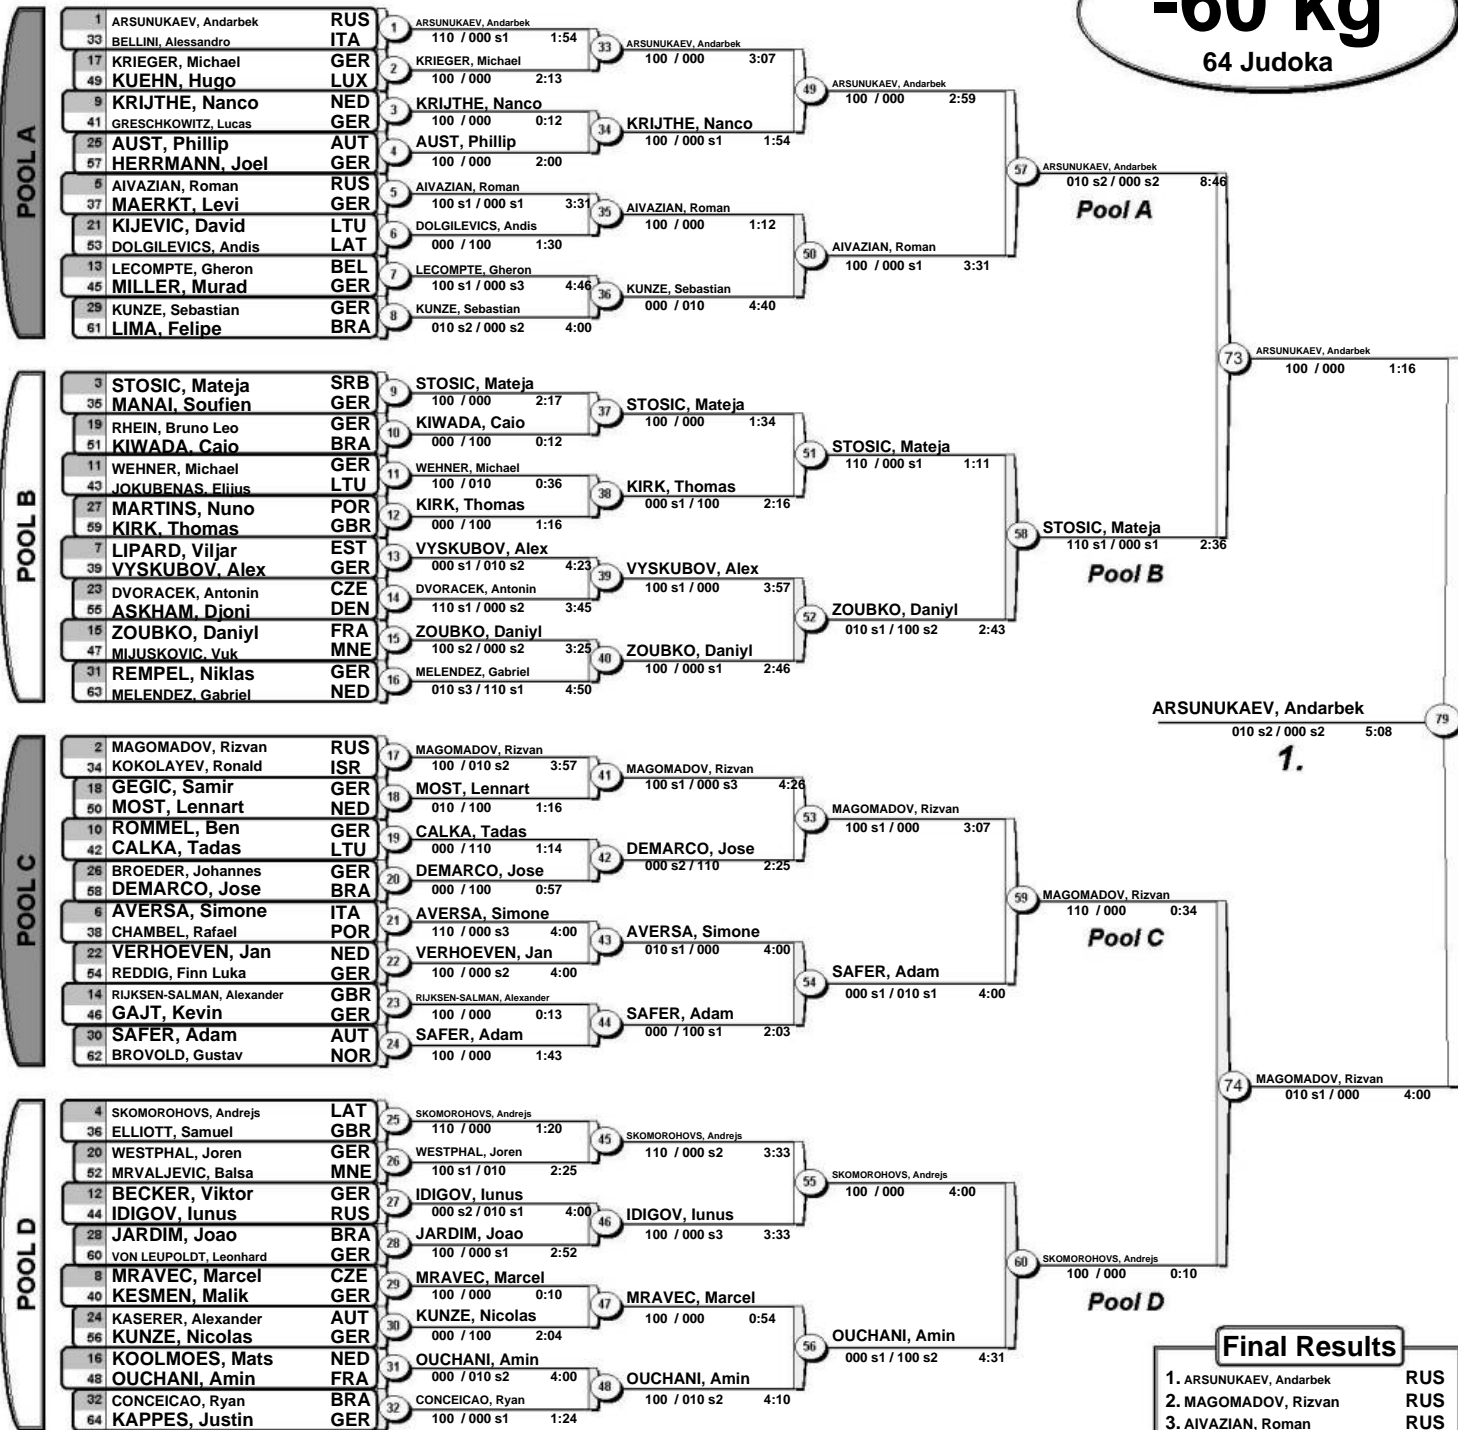 -60 kg
64 Judoka
POOL A
1 ARSUNUKAEV, Andarbek RUS
33 BELLINI, Alessandro ITA
17 KRIEGER, Michael GER
49 KUEHN, Hugo LUX
9 KRIJTHE, Nanco NED
41 GRESCHKOWITZ, Lucas GER
25 AUST, Phillip AUT
57 HERRMANN, Joel GER
5 AIVAZIAN, Roman RUS
37 MAERKT, Levi GER
21 KIJEVIC, David LTU
53 DOLGILEVICS, Andis LAT
13 LECOMPTE, Gheron BEL
45 MILLER, Murad GER
29 KUNZE, Sebastian GER
61 LIMA, Felipe BRA
1 ARSUNUKAEV, Andarbek
110 / 000 s1 1:54
2 KRIEGER, Michael
100 / 000 2:13
3 KRIJTHE, Nanco
100 / 000 0:12
4 AUST, Phillip
100 / 000 2:00
5 AIVAZIAN, Roman
100 s1 / 000 s1 3:31
6 DOLGILEVICS, Andis
000 / 100 1:30
7 LECOMPTE, Gheron
100 s1 / 000 s3 4:46
8 KUNZE, Sebastian
010 s2 / 000 s2 4:00
33 ARSUNUKAEV, Andarbek
100 / 000 3:07
34 KRIJTHE, Nanco
100 / 000 s1 1:54
35 AIVAZIAN, Roman
100 / 000 1:12
36 KUNZE, Sebastian
000 / 010 4:40
49 ARSUNUKAEV, Andarbek
100 / 000 2:59
50 AIVAZIAN, Roman
100 / 000 s1 3:31
57 ARSUNUKAEV, Andarbek
010 s2 / 000 s2 8:46
Pool A
POOL B
3 STOSIC, Mateja SRB
35 MANAI, Soufien GER
19 RHEIN, Bruno Leo GER
51 KIWADA, Caio BRA
11 WEHNER, Michael GER
43 JOKUBENAS, Elijus LTU
27 MARTINS, Nuno POR
59 KIRK, Thomas GBR
7 LIPARD, Viljar EST
39 VYSKUBOV, Alex GER
23 DVORACEK, Antonin CZE
55 ASKHAM, Djoni DEN
15 ZOUBKO, Daniyl FRA
47 MIJUSKOVIC, Vuk MNE
31 REMPEL, Niklas GER
63 MELENDEZ, Gabriel NED
9 STOSIC, Mateja
100 / 000 2:17
10 KIWADA, Caio
000 / 100 0:12
11 WEHNER, Michael
100 / 010 0:36
12 KIRK, Thomas
000 / 100 1:16
13 VYSKUBOV, Alex
000 s1 / 010 s2 4:23
14 DVORACEK, Antonin
110 s1 / 000 s2 3:45
15 ZOUBKO, Daniyl
100 s2 / 000 s2 3:25
16 MELENDEZ, Gabriel
010 s3 / 110 s1 4:50
37 STOSIC, Mateja
100 / 000 1:34
38 KIRK, Thomas
000 s1 / 100 2:16
39 VYSKUBOV, Alex
100 s1 / 000 3:57
40 ZOUBKO, Daniyl
100 / 000 s1 2:46
51 STOSIC, Mateja
110 / 000 s1 1:11
52 ZOUBKO, Daniyl
010 s1 / 100 s2 2:43
58 STOSIC, Mateja
110 s1 / 000 s1 2:36
Pool B
73 ARSUNUKAEV, Andarbek
100 / 000 1:16
ARSUNUKAEV, Andarbek 79
010 s2 / 000 s2 5:08
1.
POOL C
2 MAGOMADOV, Rizvan RUS
34 KOKOLAYEV, Ronald ISR
18 GEGIC, Samir GER
50 MOST, Lennart NED
10 ROMMEL, Ben GER
42 CALKA, Tadas LTU
26 BROEDER, Johannes GER
58 DEMARCO, Jose BRA
6 AVERSA, Simone ITA
38 CHAMBEL, Rafael POR
22 VERHOEVEN, Jan NED
54 REDDIG, Finn Luka GER
14 RIJKSEN-SALMAN, Alexander GBR
46 GAJT, Kevin GER
30 SAFER, Adam AUT
62 BROVOLD, Gustav NOR
17 MAGOMADOV, Rizvan
100 / 010 s2 3:57
18 MOST, Lennart
010 / 100 1:16
19 CALKA, Tadas
000 / 110 1:14
20 DEMARCO, Jose
000 / 100 0:57
21 AVERSA, Simone
110 / 000 s3 4:00
22 VERHOEVEN, Jan
100 / 000 s2 4:00
23 RIJKSEN-SALMAN, Alexander
100 / 000 0:13
24 SAFER, Adam
100 / 000 1:43
41 MAGOMADOV, Rizvan
100 s1 / 000 s3 4:26
42 DEMARCO, Jose
000 s2 / 110 2:25
43 AVERSA, Simone
010 s1 / 000 4:00
44 SAFER, Adam
000 / 100 s1 2:03
53 MAGOMADOV, Rizvan
100 s1 / 000 3:07
54 SAFER, Adam
000 s1 / 010 s1 4:00
59 MAGOMADOV, Rizvan
110 / 000 0:34
Pool C
POOL D
4 SKOMOROHOVS, Andrejs LAT
36 ELLIOTT, Samuel GBR
20 WESTPHAL, Joren GER
52 MRVALJEVIC, Balsa MNE
12 BECKER, Viktor GER
44 IDIGOV, Iunus RUS
28 JARDIM, Joao BRA
60 VON LEUPOLDT, Leonhard GER
8 MRAVEC, Marcel CZE
40 KESMEN, Malik GER
24 KASERER, Alexander AUT
56 KUNZE, Nicolas GER
16 KOOLMOES, Mats NED
48 OUCHANI, Amin FRA
32 CONCEICAO, Ryan BRA
64 KAPPES, Justin GER
25 SKOMOROHOVS, Andrejs
110 / 000 1:20
26 WESTPHAL, Joren
100 s1 / 010 2:25
27 IDIGOV, Iunus
000 s2 / 010 s1 4:00
28 JARDIM, Joao
100 / 000 s1 2:52
29 MRAVEC, Marcel
100 / 000 0:10
30 KUNZE, Nicolas
000 / 100 2:04
31 OUCHANI, Amin
000 / 010 s2 4:00
32 CONCEICAO, Ryan
100 / 000 s1 1:24
45 SKOMOROHOVS, Andrejs
110 / 000 s2 3:33
46 IDIGOV, Iunus
100 / 000 s3 3:33
47 MRAVEC, Marcel
100 / 000 0:54
48 OUCHANI, Amin
100 / 010 s2 4:10
55 SKOMOROHOVS, Andrejs
100 / 000 4:00
56 OUCHANI, Amin
000 s1 / 100 s2 4:31
60 SKOMOROHOVS, Andrejs
100 / 000 0:10
Pool D
74 MAGOMADOV, Rizvan
010 s1 / 000 4:00
Final Results
1. ARSUNUKAEV, Andarbek RUS
2. MAGOMADOV, Rizvan RUS
3. AIVAZIAN, Roman RUS